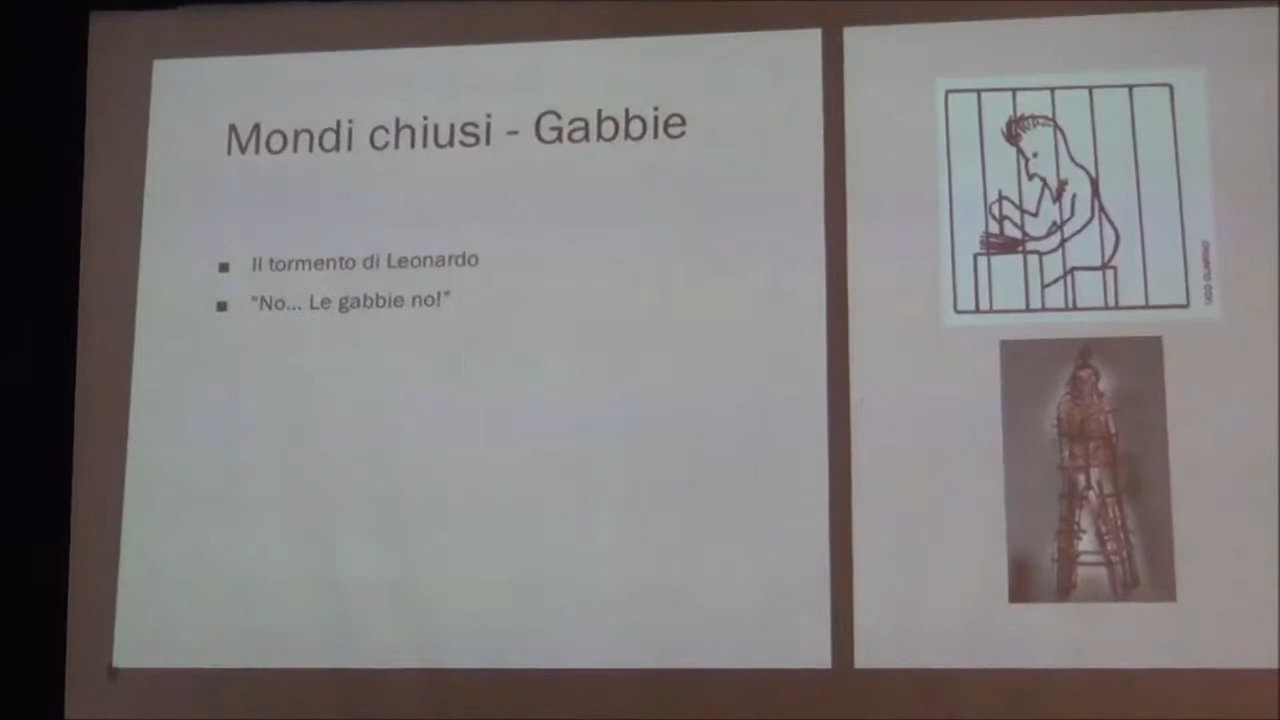 Mondi chiusi - Gabbie
■ Il tormento di Leonardo
■ "No... Le gabbie no!"